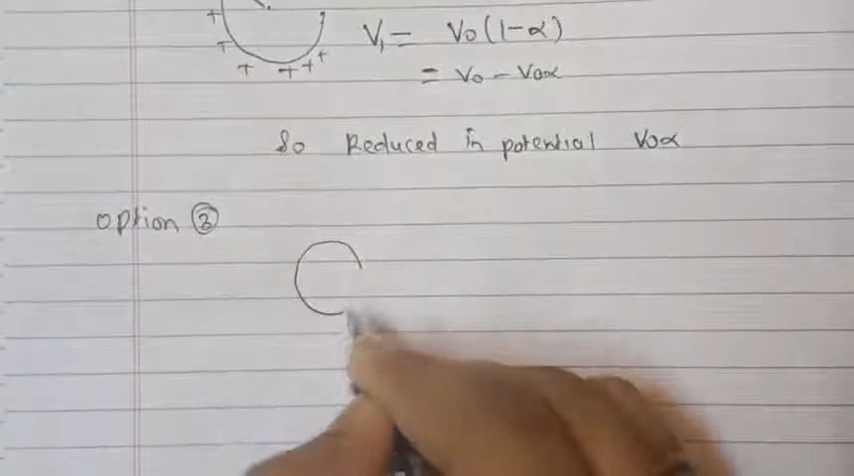 V₁ = V₀(1-α)
= V₀ - V₀α
So Reduced in potential V₀α
option ③